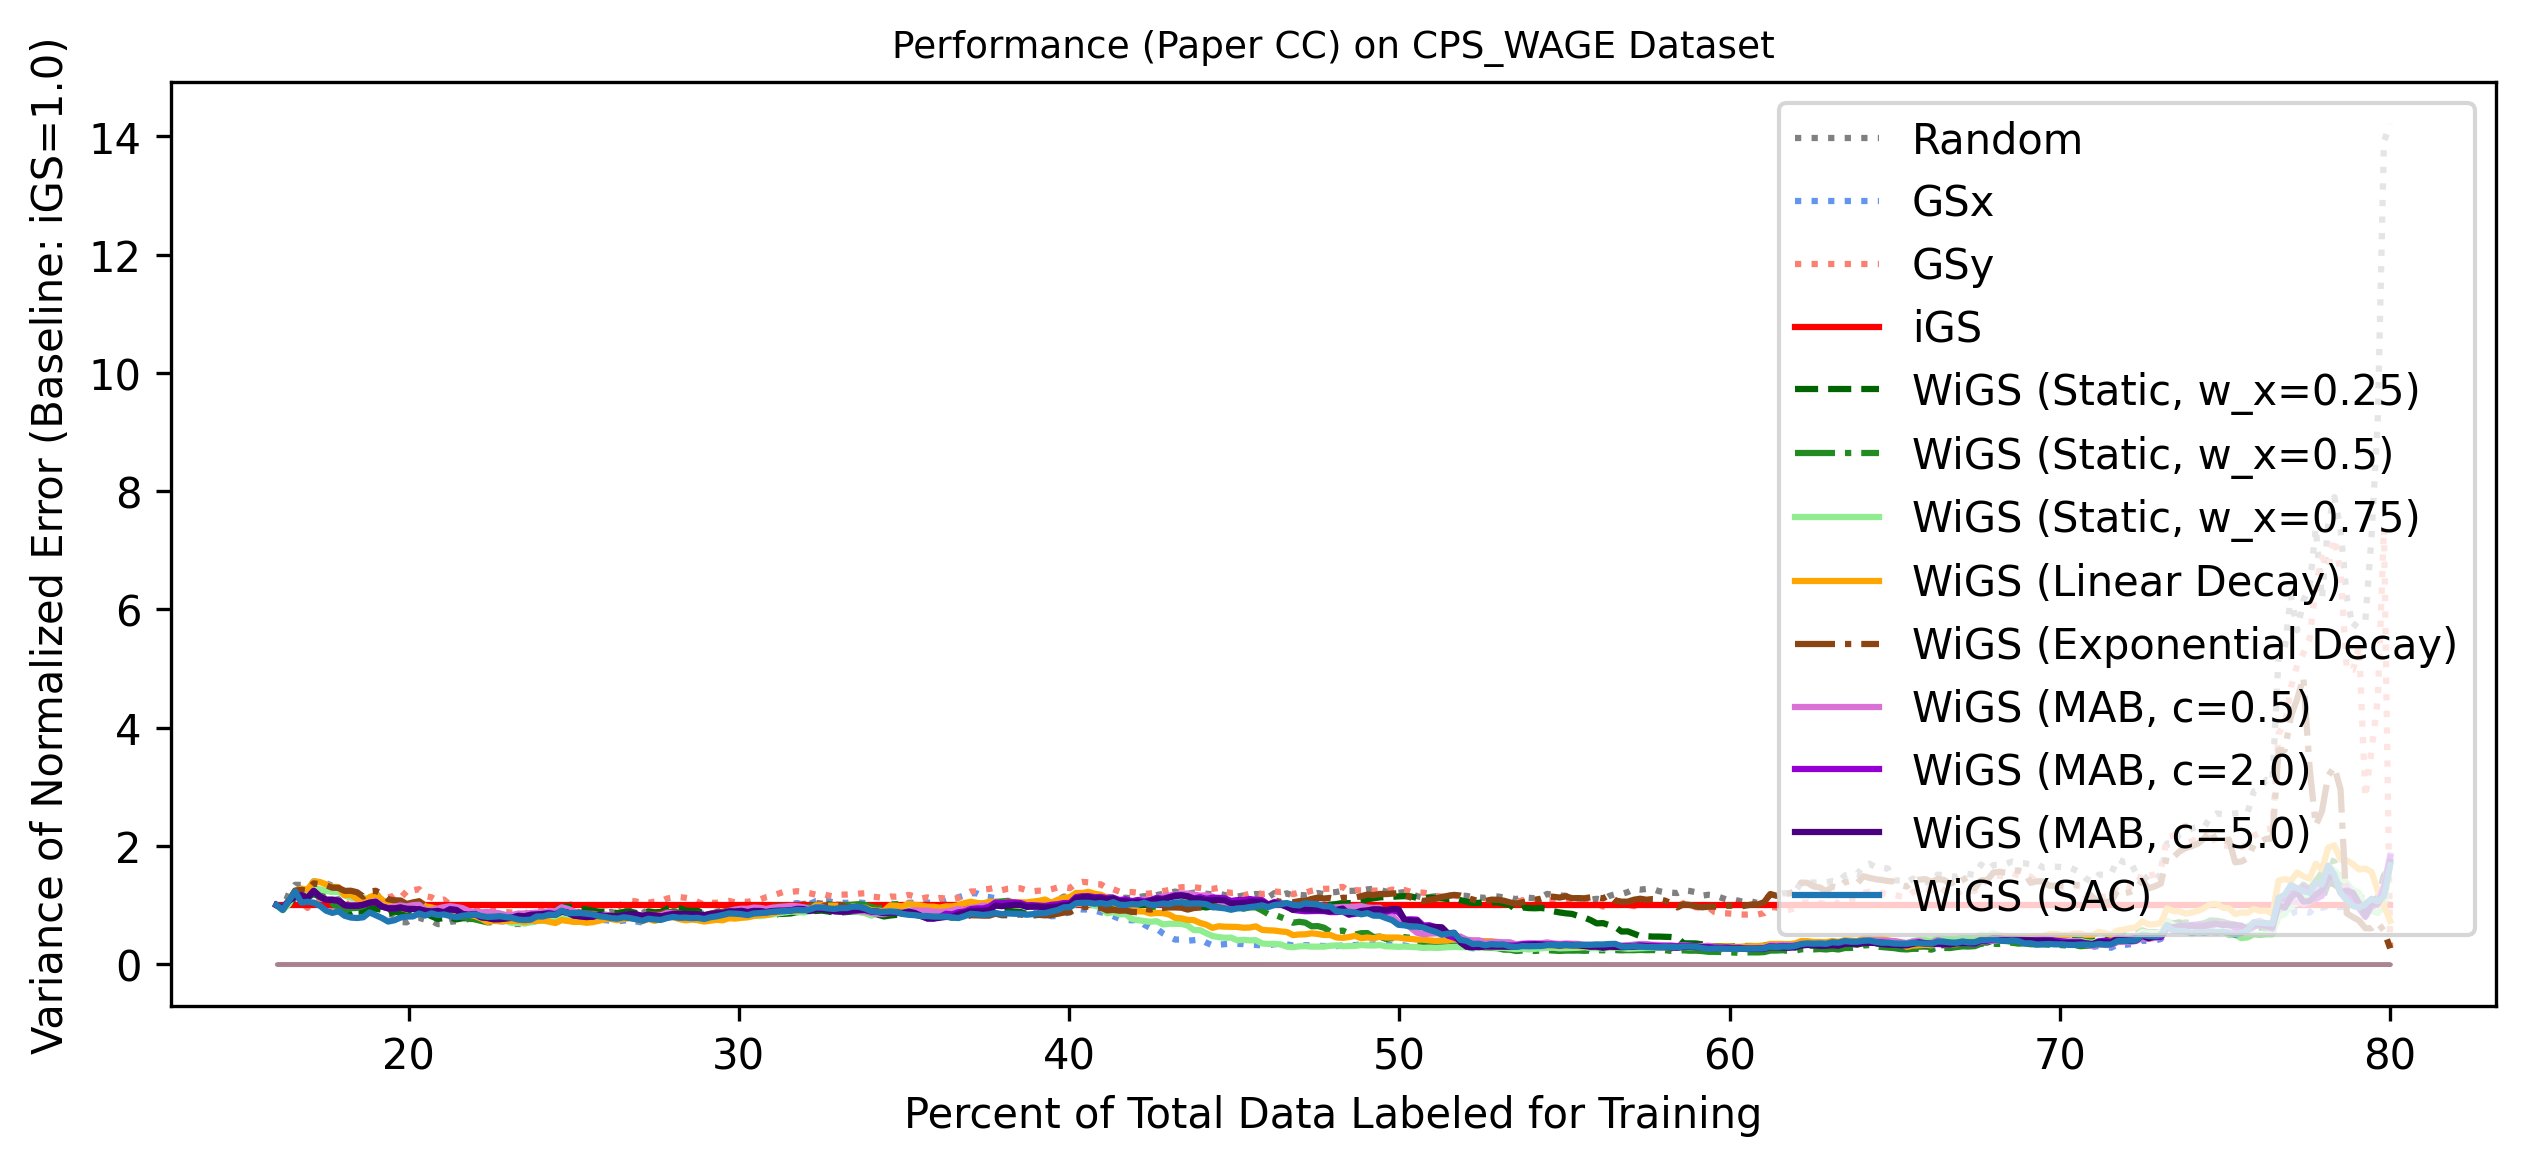 Performance (Paper CC) on CPS_WAGE Dataset
Variance of Normalized Error (Baseline: iGS=1.0)
14
12
10
8
6
4
2
0
Random
GSx
GSy
iGS
WiGS (Static, w_x=0.25)
WiGS (Static, w_x=0.5)
WiGS (Static, w_x=0.75)
WiGS (Linear Decay)
WiGS (Exponential Decay)
WiGS (MAB, c=0.5)
WiGS (MAB, c=2.0)
WiGS (MAB, c=5.0)
WiGS (SAC)
20 30 40 50 60 70 80
Percent of Total Data Labeled for Training